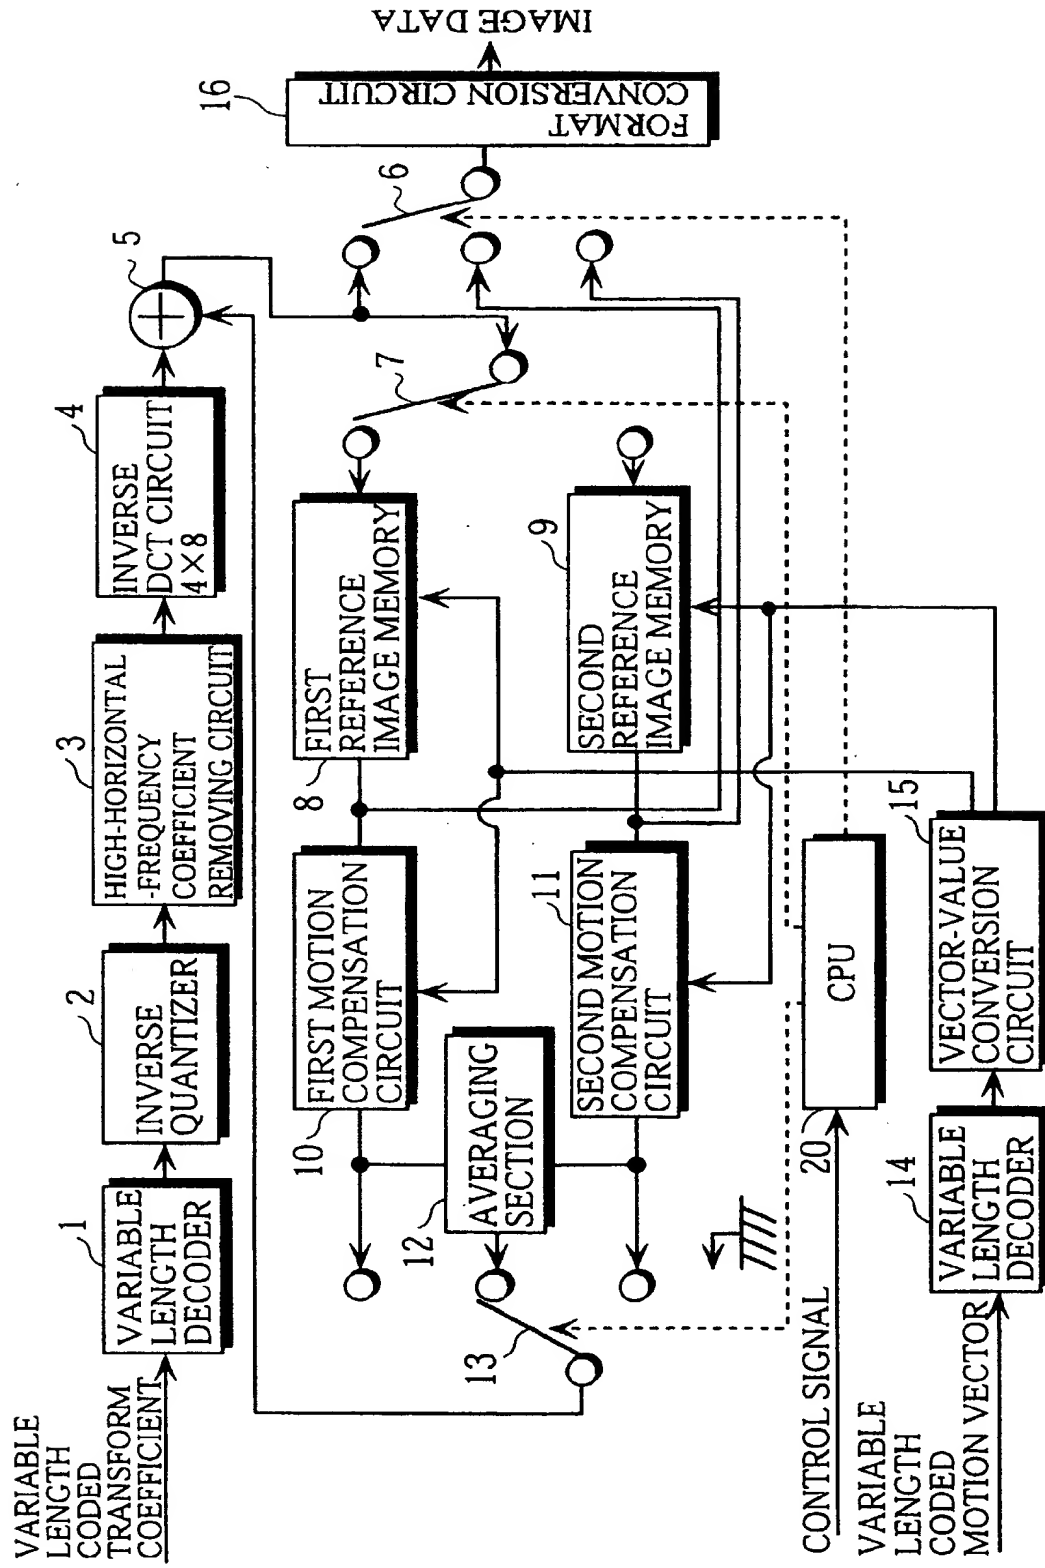 VARIABLE
LENGTH
CODED
TRANSFORM
COEFFICIENT
1
VARIABLE
LENGTH
DECODER
2
INVERSE
QUANTIZER
3
HIGH-HORIZONTAL
-FREQUENCY
COEFFICIENT
REMOVING CIRCUIT
4
INVERSE
DCT CIRCUIT
4×8
5
+
8
FIRST
REFERENCE
IMAGE MEMORY
7
6
16
FORMAT
CONVERSION CIRCUIT
IMAGE DATA
10
FIRST MOTION
COMPENSATION
CIRCUIT
12
AVERAGING
SECTION
13
11
SECOND MOTION
COMPENSATION
CIRCUIT
9
SECOND
REFERENCE
IMAGE MEMORY
CONTROL SIGNAL
20
CPU
VARIABLE
LENGTH
CODED
MOTION VECTOR
14
VARIABLE
LENGTH
DECODER
15
VECTOR-VALUE
CONVERSION
CIRCUIT